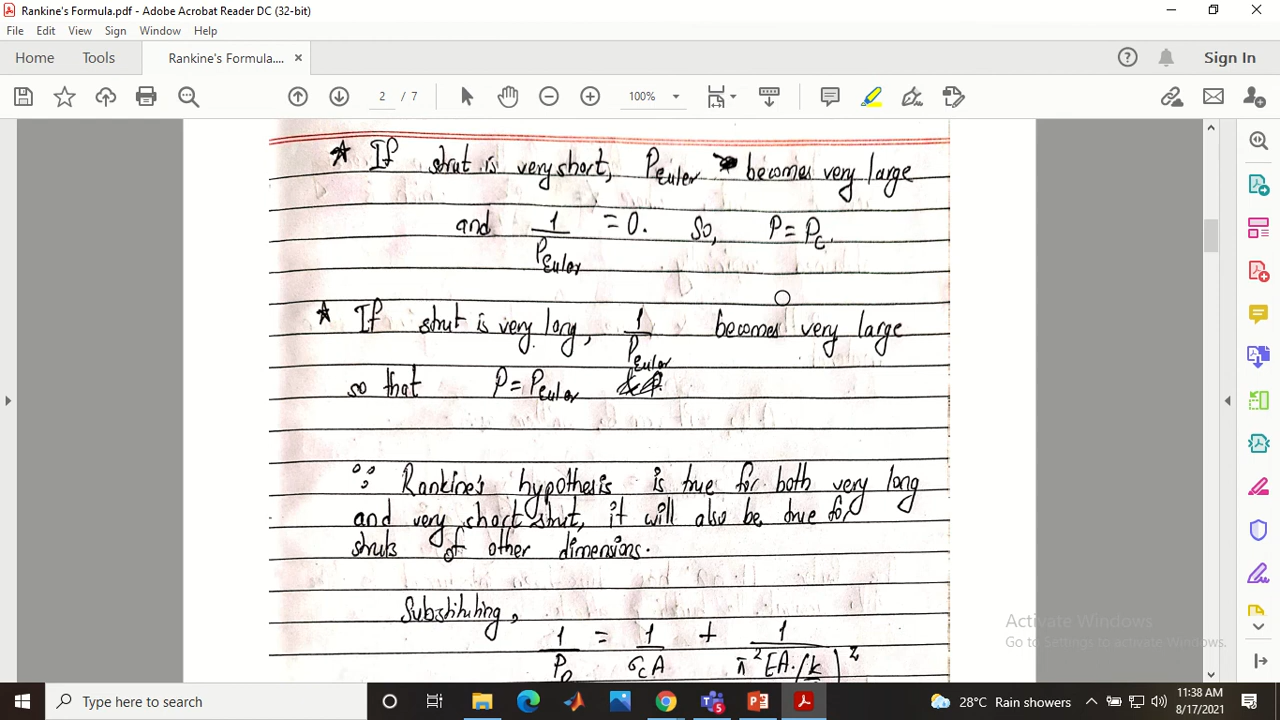 Rankine's Formula.pdf - Adobe Acrobat Reader DC (32-bit)
File Edit View Sign Window Help
Home Tools Rankine's Formula.... × Sign In
2 / 7 100%
★ If strut is very short, PEuler becomes very large
and 1/PEuler = 0. So, P = Pc.
★ If strut is very long, 1/PEuler becomes very large
so that P = PEuler
∵ Rankine's hypothesis is true for both very long
and very short strut, it will also be true for
struts of other dimensions.
Substituting,
1/ = 1/σcA + 1/
Activate Windows
Go to Settings to activate Windows.
Type here to search
28°C Rain showers
11:38 AM
8/17/2021